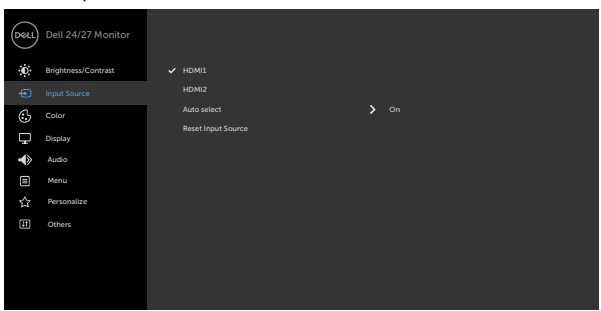 DELL Dell 24/27 Monitor
Brightness/Contrast
Input Source
Color
Display
Audio
Menu
Personalize
Others
HDMI1
HDMI2
Auto select On
Reset Input Source